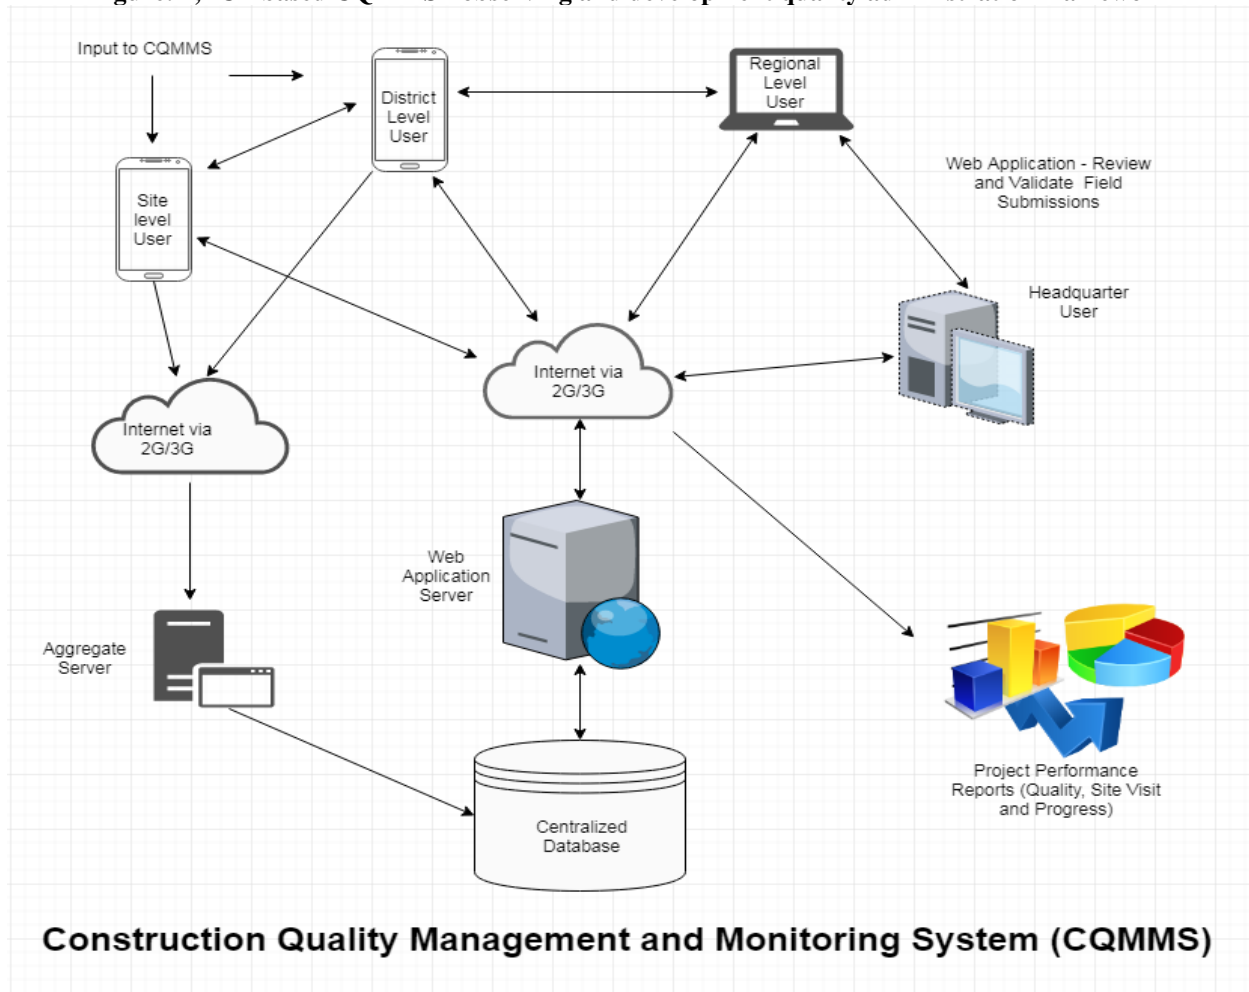 Input to CQMMS
District
Level
User
Regional
Level
User
Web Application - Review
and Validate Field
Submissions
Site
level
User
Headquarter
User
Internet via
2G/3G
Internet via
2G/3G
Web
Application
Server
Aggregate
Server
Project Performance
Reports (Quality, Site Visit
and Progress)
Centralized
Database
Construction Quality Management and Monitoring System (CQMMS)